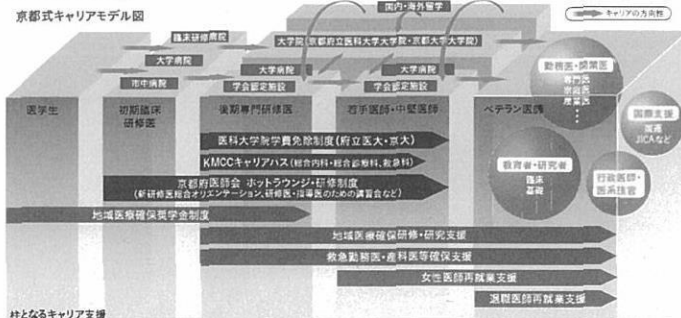 京都式キャリアモデル図
国内・海外留学
キャリアの方向性
臨床研修病院
大学院(京都府立医科大学大学院・京都大学大学院)
大学病院
大学病院
大学病院
市中病院
学会認定施設
学会認定施設
勤務医・開業医
専門医
家庭医
産業医
医学生
初期臨床
研修医
後期専門研修医
若手医師・中堅医師
ベテラン医師
国際支援
国連
JICAなど
医科大学院学費免除制度(府立医大・京大)
KMCCキャリアパス(総合内科・総合診療科、救急科)
教育者・研究者
臨床
基礎
行政医師・
医系技官
京都府医師会 ホットラウンジ・研修制度
(新研修医総合オリエンテーション、研修医・指導医のための講習会など)
地域医療確保奨学金制度
地域医療確保研修・研究支援
救急勤務医・産科医等確保支援
女性医師再就業支援
退職医師再就業支援
柱となるキャリア支援